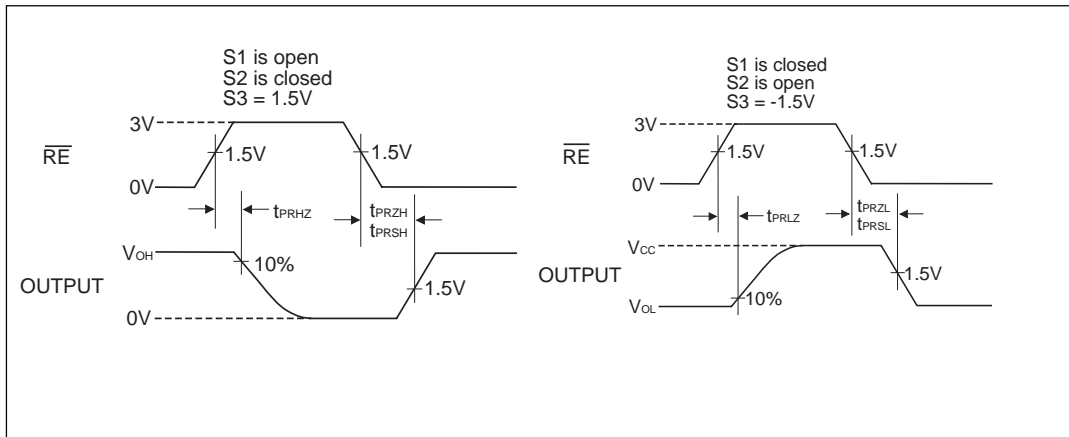 S1 is open
S2 is closed
S3 = 1.5V
3V
RE
1.5V
1.5V
0V
tPRHZ
tPRZH
tPRSH
VOH
10%
OUTPUT
1.5V
0V
S1 is closed
S2 is open
S3 = -1.5V
3V
RE
1.5V
1.5V
0V
tPRLZ
tPRZL
tPRSL
VCC
OUTPUT
1.5V
10%
VOL